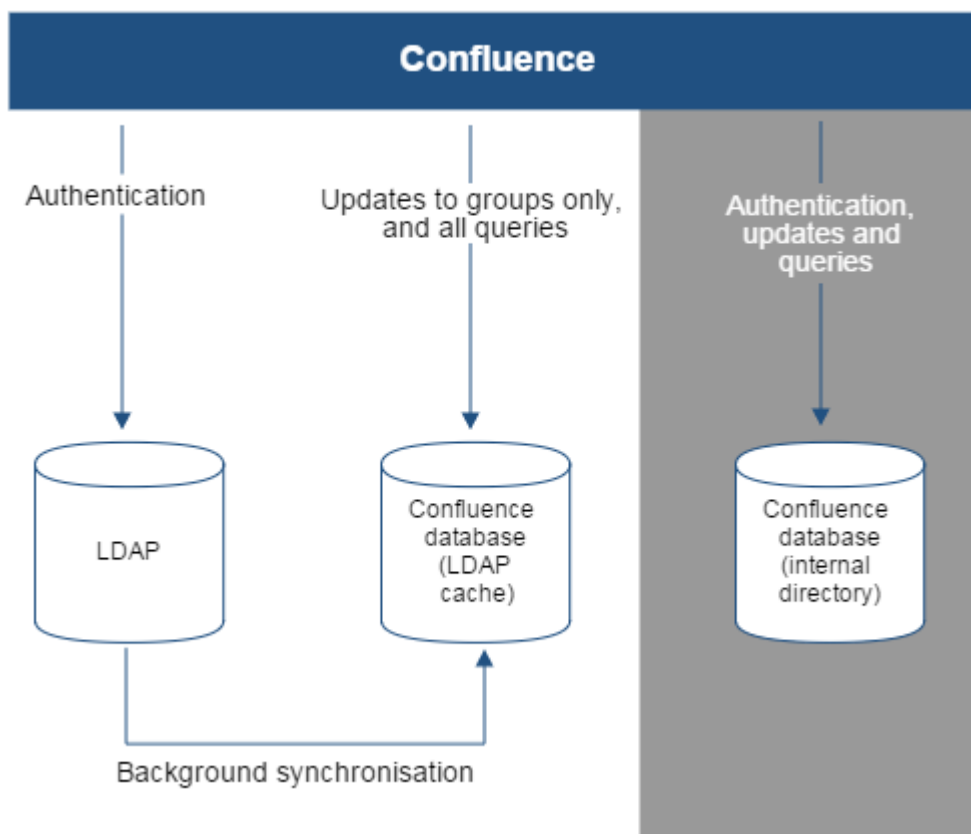 Confluence
Authentication
Updates to groups only,
and all queries
Authentication,
updates and
queries
LDAP
Confluence
database
(LDAP
cache)
Confluence
database
(internal
directory)
Background synchronisation